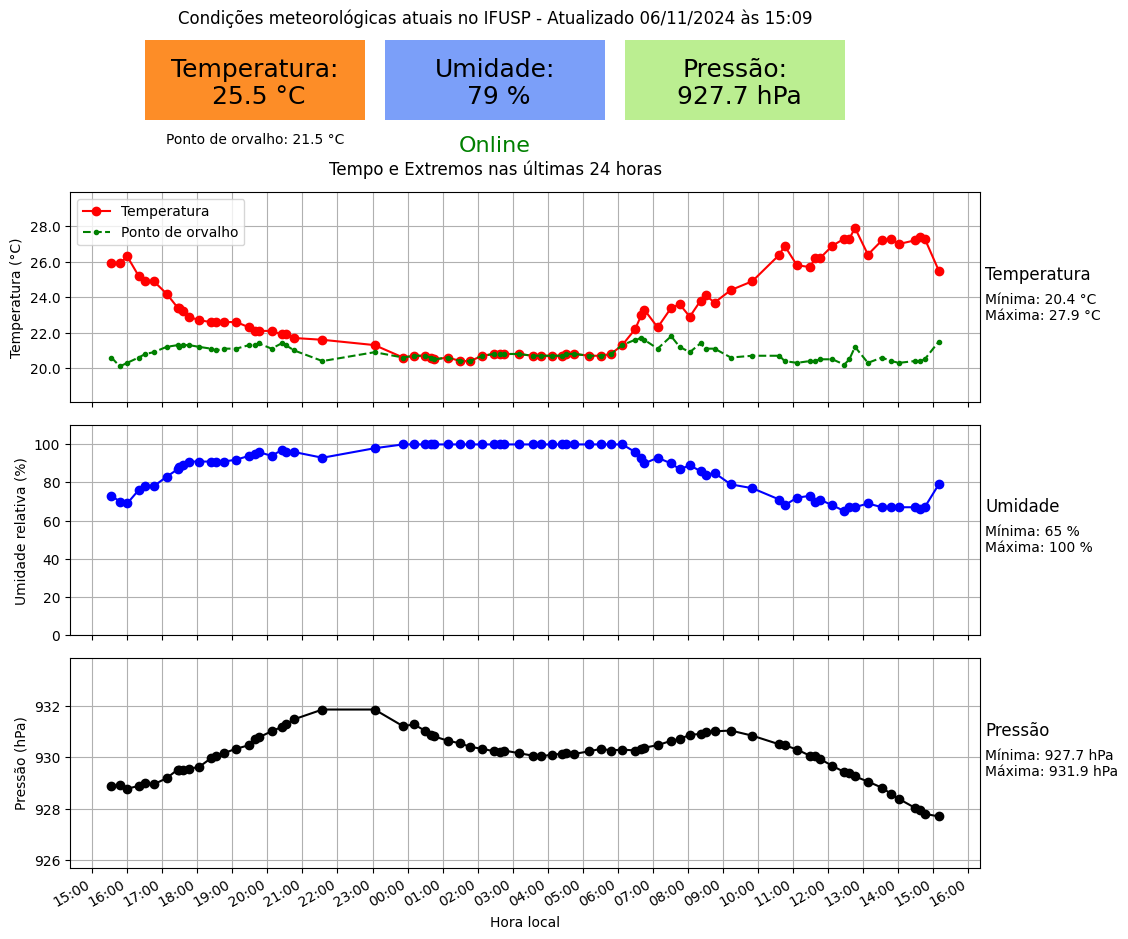 Condições meteorológicas atuais no IFUSP - Atualizado 06/11/2024 às 15:09
Temperatura:
25.5 °C
Umidade:
79 %
Pressão:
927.7 hPa
Ponto de orvalho: 21.5 °C
Online
Tempo e Extremos nas últimas 24 horas
Temperatura
Ponto de orvalho
Temperatura (°C)
28.0
26.0
24.0
22.0
20.0
Temperatura
Mínima: 20.4 °C
Máxima: 27.9 °C
Umidade relativa (%)
100
80
60
40
20
0
Umidade
Mínima: 65 %
Máxima: 100 %
Pressão (hPa)
932
930
928
926
Pressão
Mínima: 927.7 hPa
Máxima: 931.9 hPa
15:00 16:00 17:00 18:00 19:00 20:00 21:00 22:00 23:00 00:00 01:00 02:00 03:00 04:00 05:00 06:00 07:00 08:00 09:00 10:00 11:00 12:00 13:00 14:00 15:00 16:00
Hora local